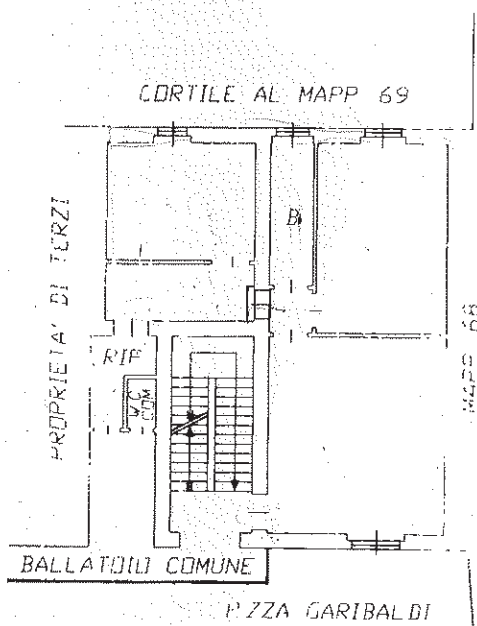 CORTILE AL MAPP 69
PROPRIETA' DI TERZI
B
MAPP 68
RIP
W.C.
COM
BALLATOIO COMUNE
P.ZZA GARIBALDI